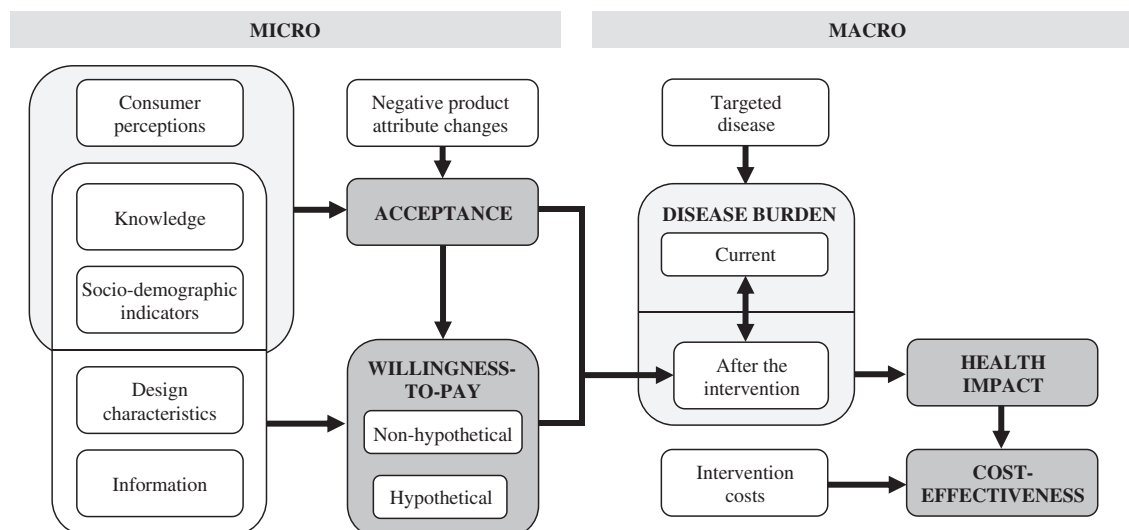 MICRO
MACRO
Consumer
perceptions
Knowledge
Socio-demographic
indicators
Design
characteristics
Information
Negative product
attribute changes
ACCEPTANCE
WILLINGNESS-
TO-PAY
Non-hypothetical
Hypothetical
Targeted
disease
DISEASE BURDEN
Current
After the
intervention
Intervention
costs
HEALTH
IMPACT
COST-
EFFECTIVENESS